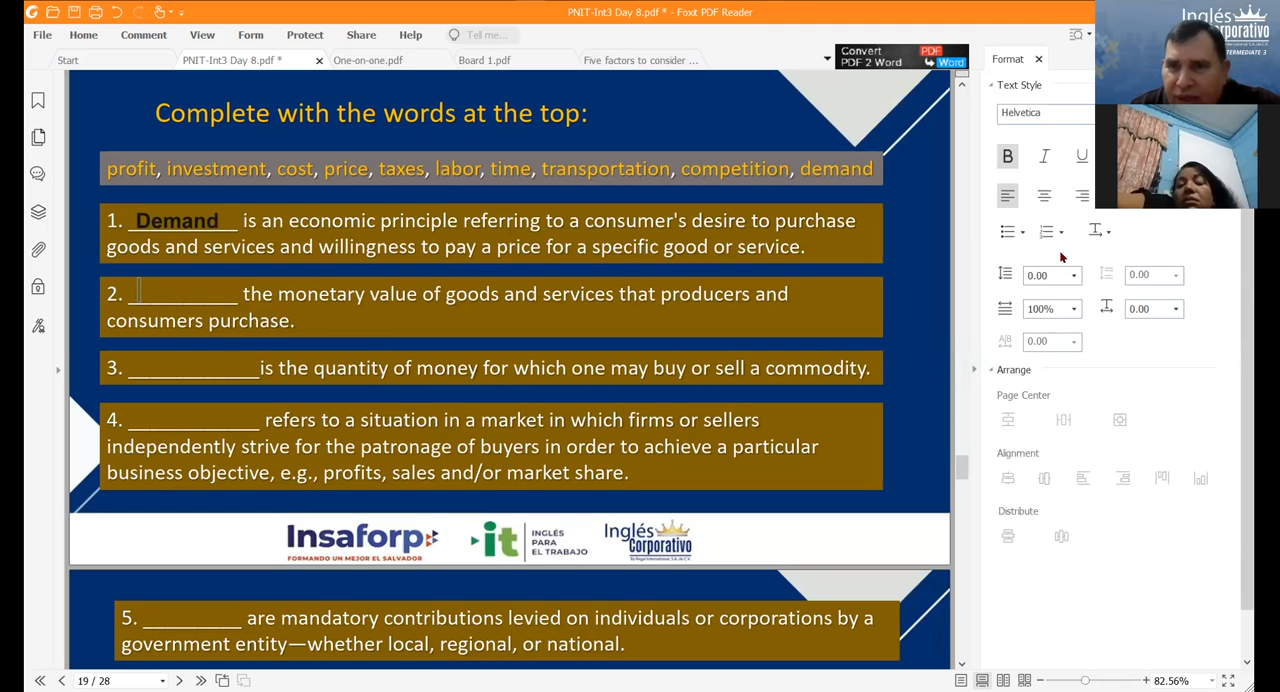 PNIT-Int3 Day 8.pdf * - Foxit PDF Reader
File Home Comment View Form Protect Share Help Tell me...
Start PNIT-Int3 Day 8.pdf * One-on-one.pdf Board 1.pdf Five factors to consider ...
Convert PDF
PDF 2 Word Word
Complete with the words at the top:
profit, investment, cost, price, taxes, labor, time, transportation, competition, demand
1. _Demand_ is an economic principle referring to a consumer's desire to purchase
goods and services and willingness to pay a price for a specific good or service.
2. __________ the monetary value of goods and services that producers and
consumers purchase.
3. ____________is the quantity of money for which one may buy or sell a commodity.
4. ____________ refers to a situation in a market in which firms or sellers
independently strive for the patronage of buyers in order to achieve a particular
business objective, e.g., profits, sales and/or market share.
Insaforp
FORMANDO UN MEJOR EL SALVADOR
it INGLÉS
PARA
EL TRABAJO
Inglés
Corporativo
5. _________ are mandatory contributions levied on individuals or corporations by a
government entity—whether local, regional, or national.
19 / 28
82.56%
Format
Text Style
Helvetica
B I U
0.00 0.00
100% 0.00
A|B 0.00
Arrange
Page Center
Alignment
Distribute
Inglés
Corporativo
INTERMEDIATE 3